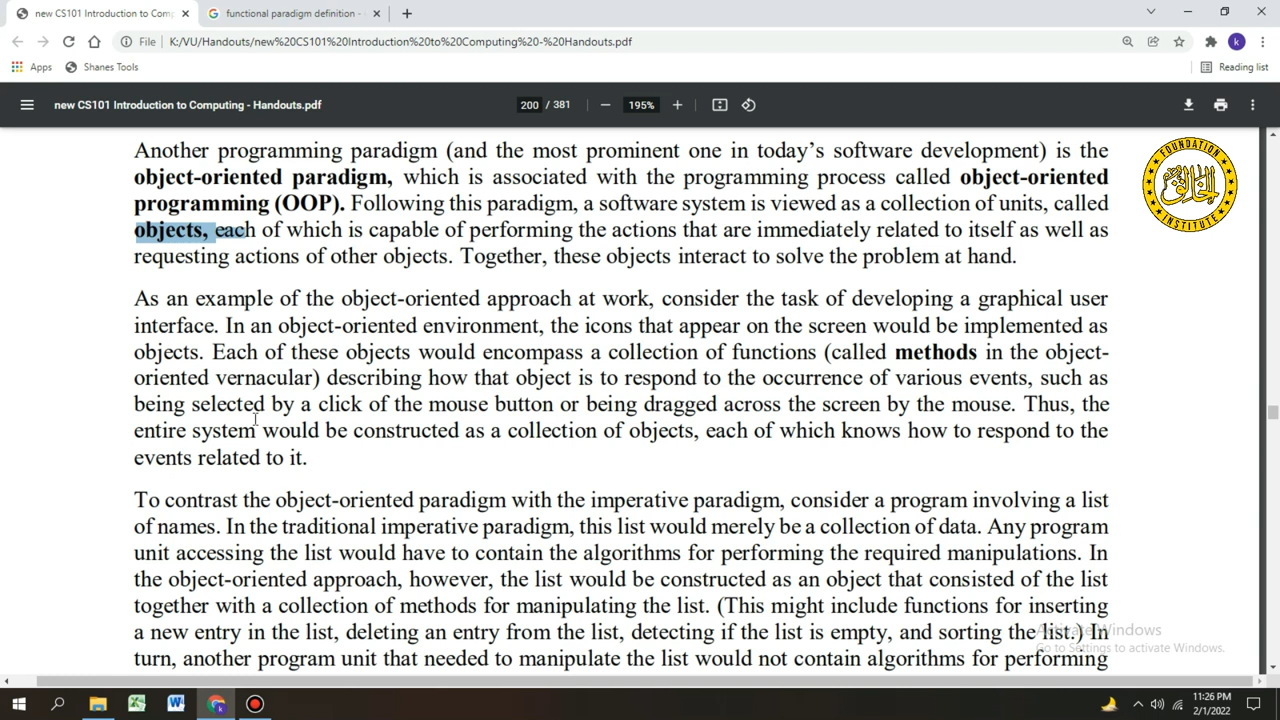 new CS101 Introduction to Comp
functional paradigm definition -
File
K:/VU/Handouts/new%20CS101%20Introduction%20to%20Computing%20-%20Handouts.pdf
k
Apps
Shanes Tools
Reading list
new CS101 Introduction to Computing - Handouts.pdf
200 / 381
195%
Another programming paradigm (and the most prominent one in today's software development) is the
object-oriented paradigm, which is associated with the programming process called object-oriented
programming (OOP). Following this paradigm, a software system is viewed as a collection of units, called
objects, each of which is capable of performing the actions that are immediately related to itself as well as
requesting actions of other objects. Together, these objects interact to solve the problem at hand.
As an example of the object-oriented approach at work, consider the task of developing a graphical user
interface. In an object-oriented environment, the icons that appear on the screen would be implemented as
objects. Each of these objects would encompass a collection of functions (called methods in the object-
oriented vernacular) describing how that object is to respond to the occurrence of various events, such as
being selected by a click of the mouse button or being dragged across the screen by the mouse. Thus, the
entire system would be constructed as a collection of objects, each of which knows how to respond to the
events related to it.
To contrast the object-oriented paradigm with the imperative paradigm, consider a program involving a list
of names. In the traditional imperative paradigm, this list would merely be a collection of data. Any program
unit accessing the list would have to contain the algorithms for performing the required manipulations. In
the object-oriented approach, however, the list would be constructed as an object that consisted of the list
together with a collection of methods for manipulating the list. (This might include functions for inserting
a new entry in the list, deleting an entry from the list, detecting if the list is empty, and sorting the list.) In
turn, another program unit that needed to manipulate the list would not contain algorithms for performing
FOUNDATION
INSTITUTE
Activate Windows
Go to Settings to activate Windows.
11:26 PM
2/1/2022